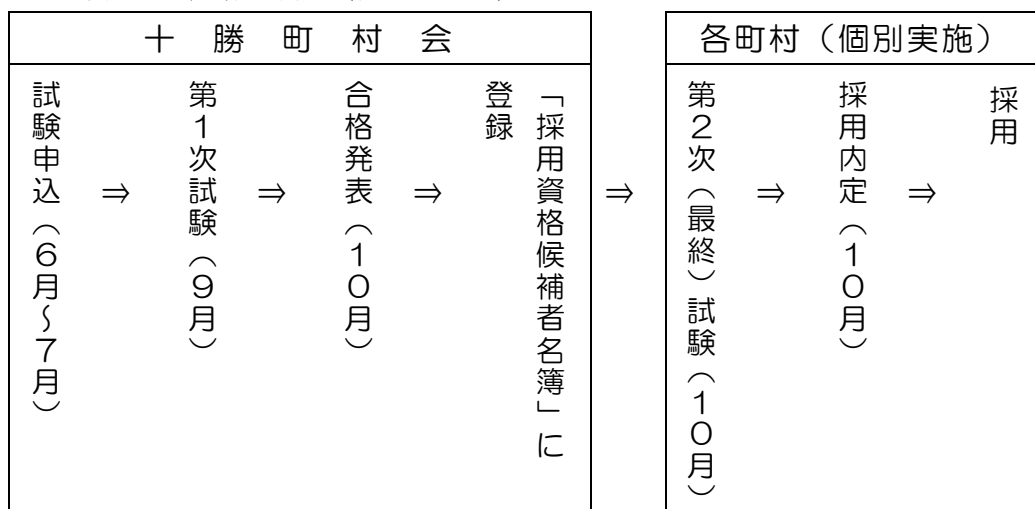 十勝町村会
試験申込（６月～７月）
⇒
第１次試験（９月）
⇒
合格発表（１０月）
⇒
「採用資格候補者名簿」に
登録
⇒
各町村（個別実施）
第２次（最終）試験（１０月）
⇒
採用内定（１０月）
⇒
採用